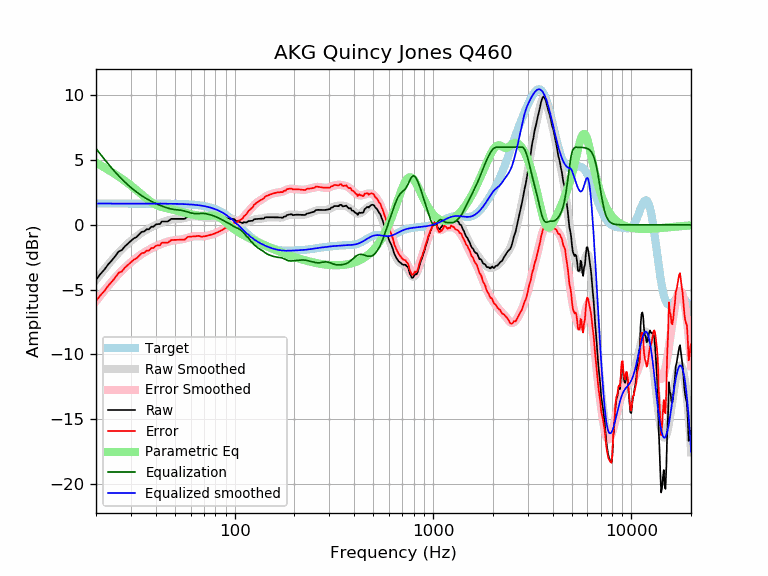 AKG Quincy Jones Q460
10
5
0
−5
−10
−15
−20
Amplitude (dBr)
Target
Raw Smoothed
Error Smoothed
Raw
Error
Parametric Eq
Equalization
Equalized smoothed
100
1000
10000
Frequency (Hz)